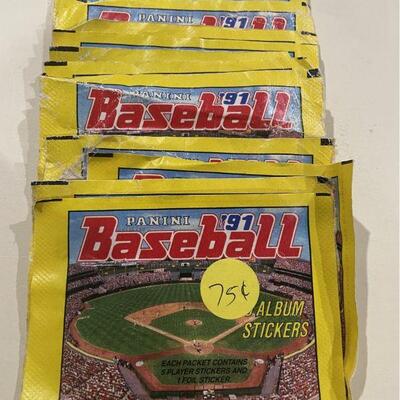 PANINI '91
PANINI '91
Baseball
PANINI '91
Baseball
75¢
ALBUM
STICKERS
EACH PACKET CONTAINS
5 PLAYER STICKERS AND
1 FOIL STICKER.